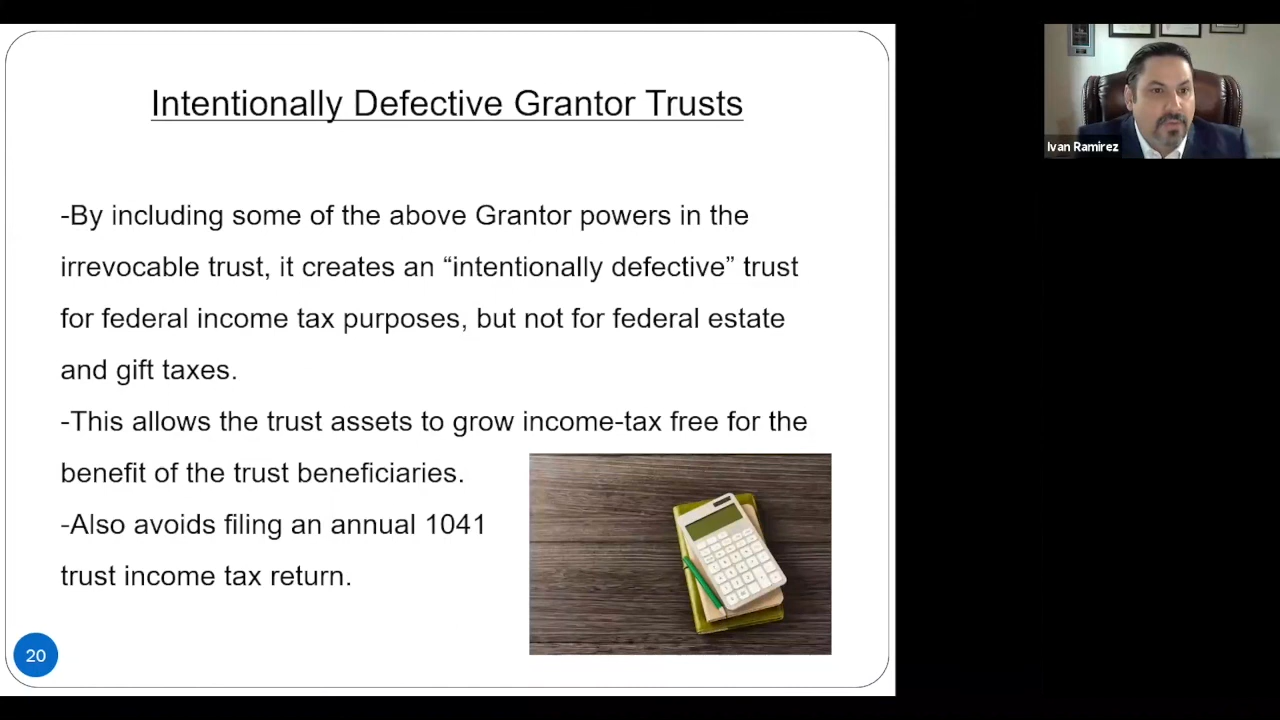 Intentionally Defective Grantor Trusts
-By including some of the above Grantor powers in the
irrevocable trust, it creates an “intentionally defective” trust
for federal income tax purposes, but not for federal estate
and gift taxes.
-This allows the trust assets to grow income-tax free for the
benefit of the trust beneficiaries.
-Also avoids filing an annual 1041
trust income tax return.
20
Ivan Ramirez